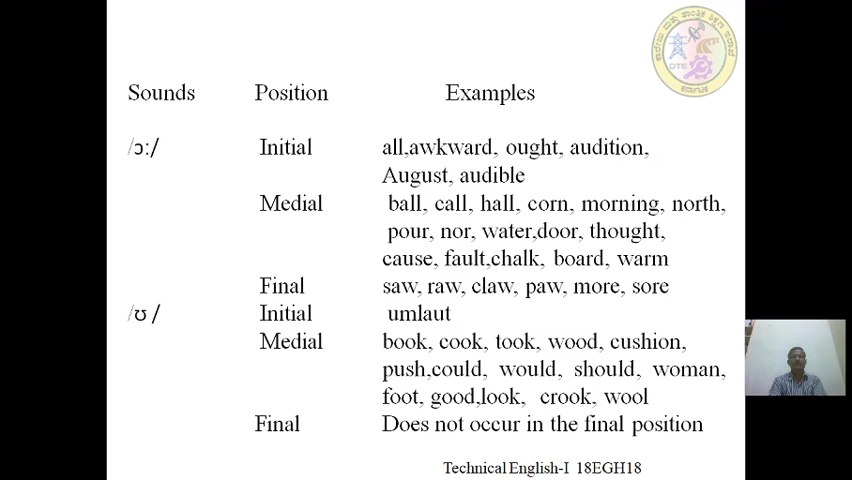 Sounds Position Examples
/ɔ:/ Initial all,awkward, ought, audition,
August, audible
Medial ball, call, hall, corn, morning, north,
pour, nor, water,door, thought,
cause, fault,chalk, board, warm
Final saw, raw, claw, paw, more, sore
/ʊ / Initial umlaut
Medial book, cook, took, wood, cushion,
push,could, would, should, woman,
foot, good,look, crook, wool
Final Does not occur in the final position
Technical English-I 18EGH18
DTE
ಕರ್ನಾಟಕ